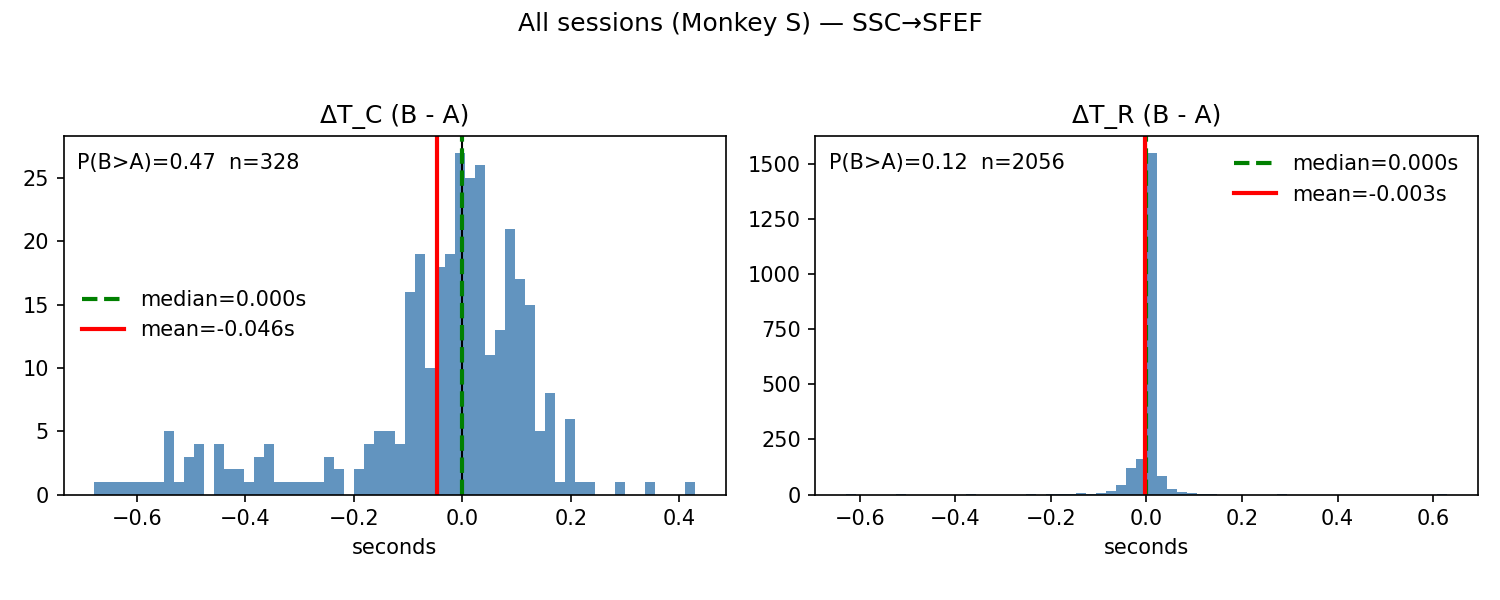 All sessions (Monkey S) — SSC→SFEF
ΔT_C (B - A)
P(B>A)=0.47  n=328
median=0.000s
mean=-0.046s
25
20
15
10
5
0
−0.6
−0.4
−0.2
0.0
0.2
0.4
seconds
ΔT_R (B - A)
P(B>A)=0.12  n=2056
median=0.000s
mean=-0.003s
1500
1250
1000
750
500
250
0
−0.6
−0.4
−0.2
0.0
0.2
0.4
0.6
seconds